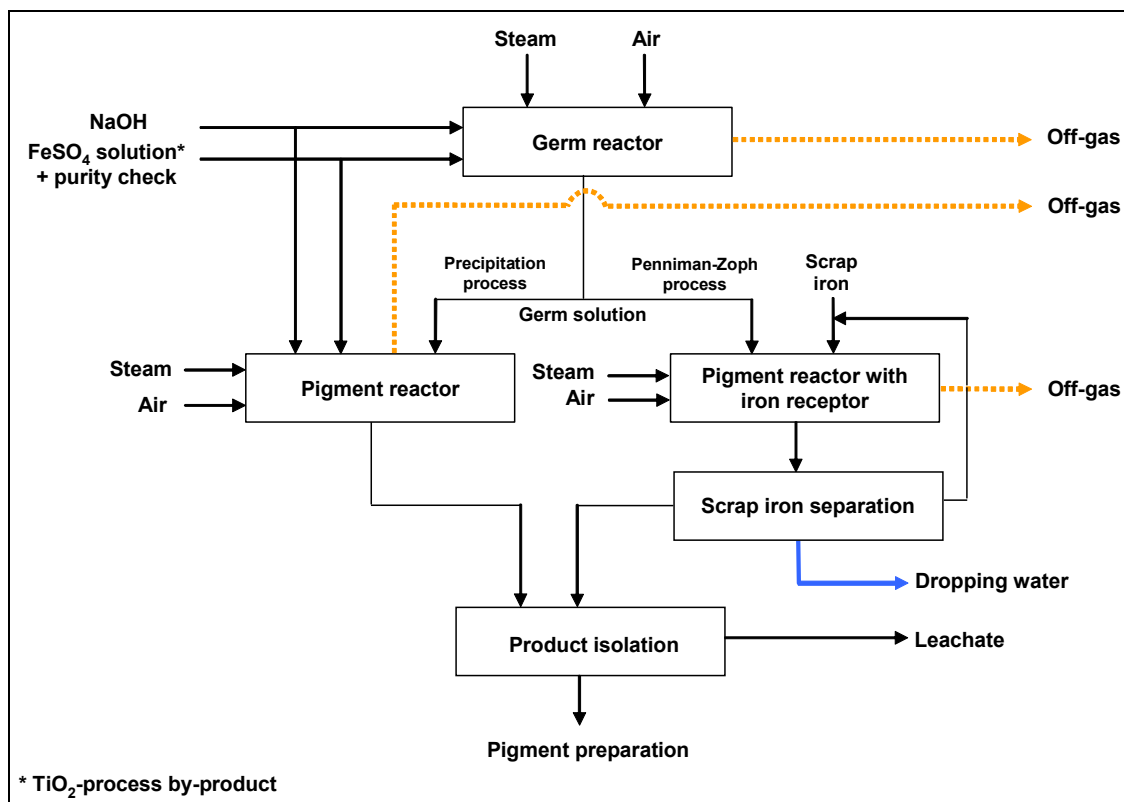 Steam
Air
NaOH
FeSO₄ solution*
+ purity check
Germ reactor
Off-gas
Off-gas
Precipitation
process
Penniman-Zoph
process
Scrap
iron
Germ solution
Steam
Air
Pigment reactor
Steam
Air
Pigment reactor with
iron receptor
Off-gas
Scrap iron separation
Dropping water
Product isolation
Leachate
Pigment preparation
* TiO₂-process by-product